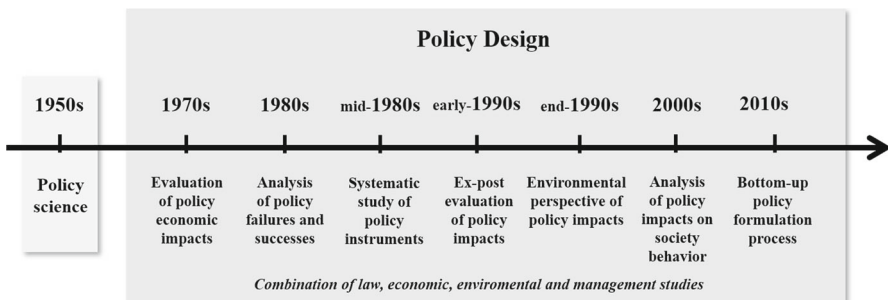 Policy Design
1950s
1970s
1980s
mid-1980s
early-1990s
end-1990s
2000s
2010s
Policy
science
Evaluation
of policy
economic
impacts
Analysis
of policy
failures and
successes
Systematic
study of
policy
instruments
Ex-post
evaluation
of policy
impacts
Environmental
perspective of
policy impacts
Analysis
of policy
impacts on
society
behavior
Bottom-up
policy
formulation
process
Combination of law, economic, enviromental and management studies